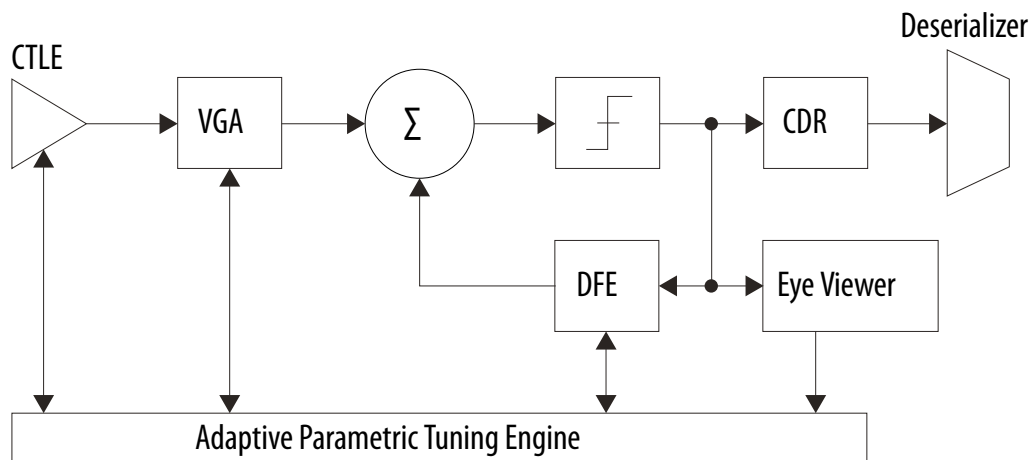 Deserializer
CTLE
VGA
Σ
CDR
DFE
Eye Viewer
Adaptive Parametric Tuning Engine